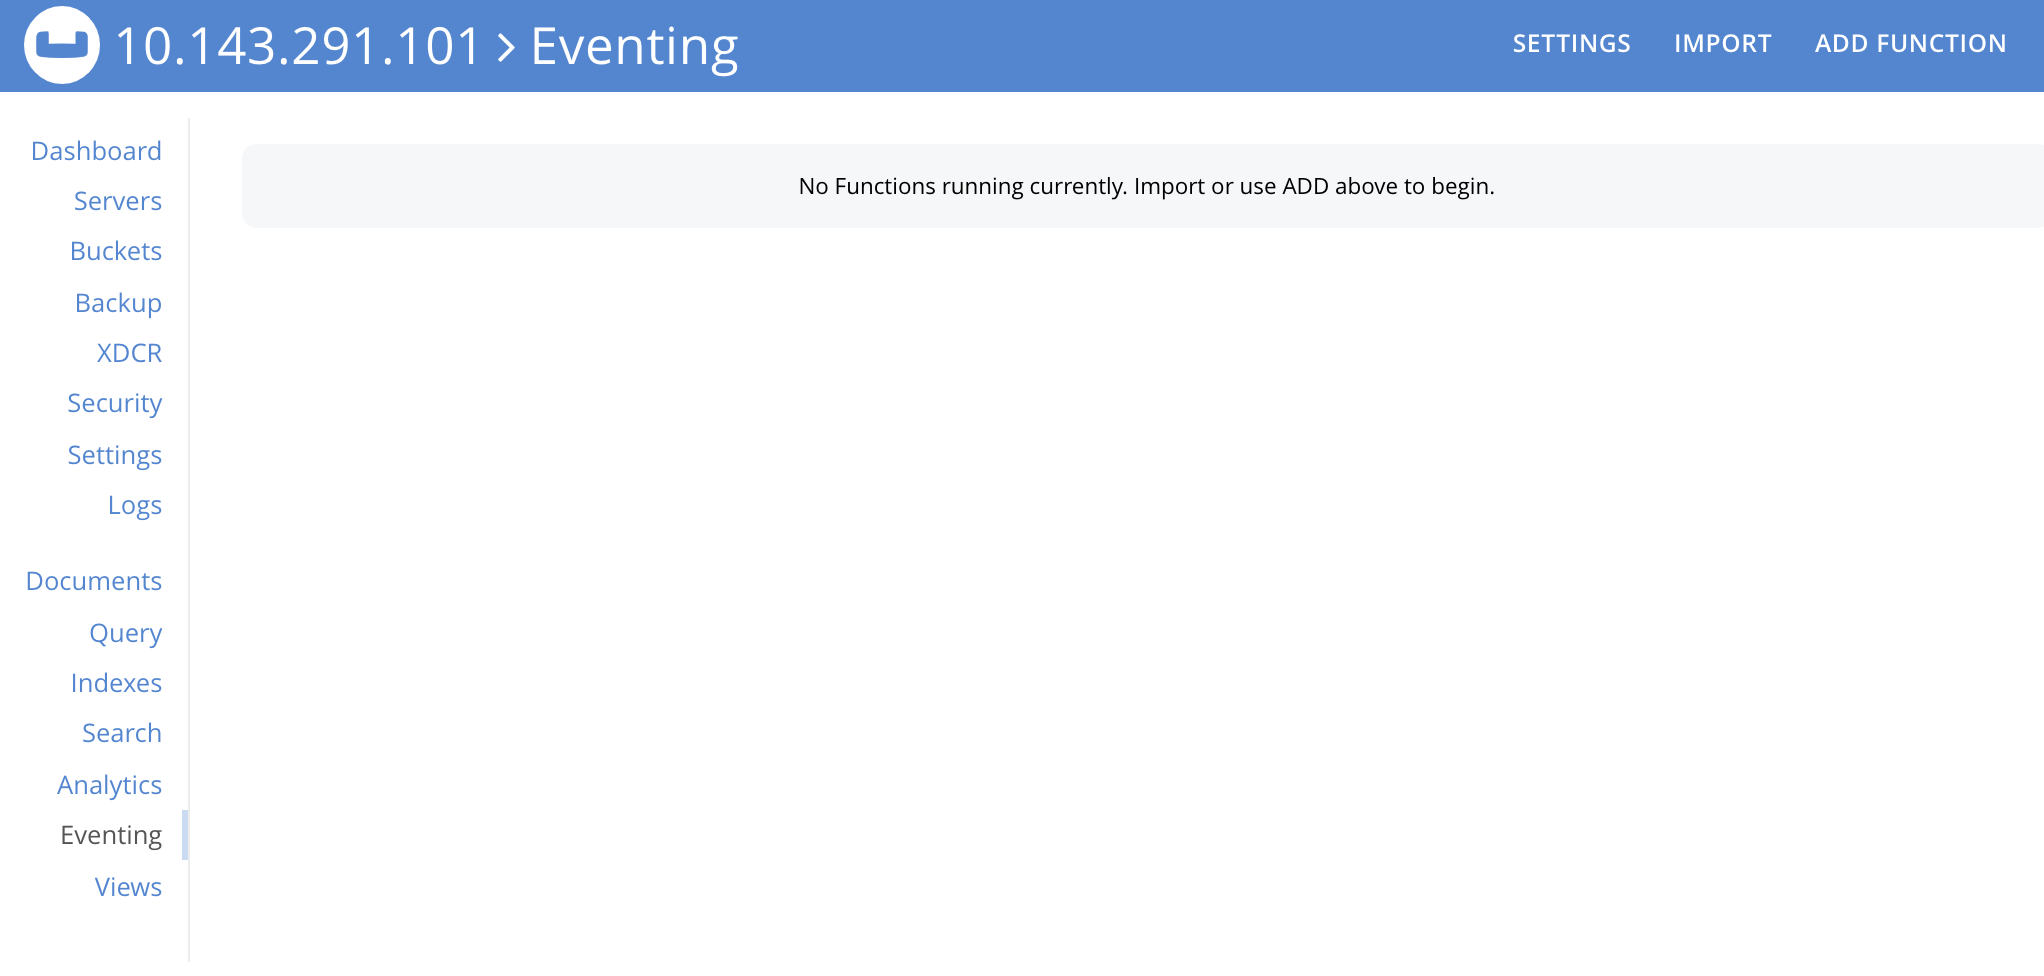 10.143.291.101 > Eventing
SETTINGS IMPORT ADD FUNCTION
Dashboard
Servers
Buckets
Backup
XDCR
Security
Settings
Logs
Documents
Query
Indexes
Search
Analytics
Eventing
Views
No Functions running currently. Import or use ADD above to begin.